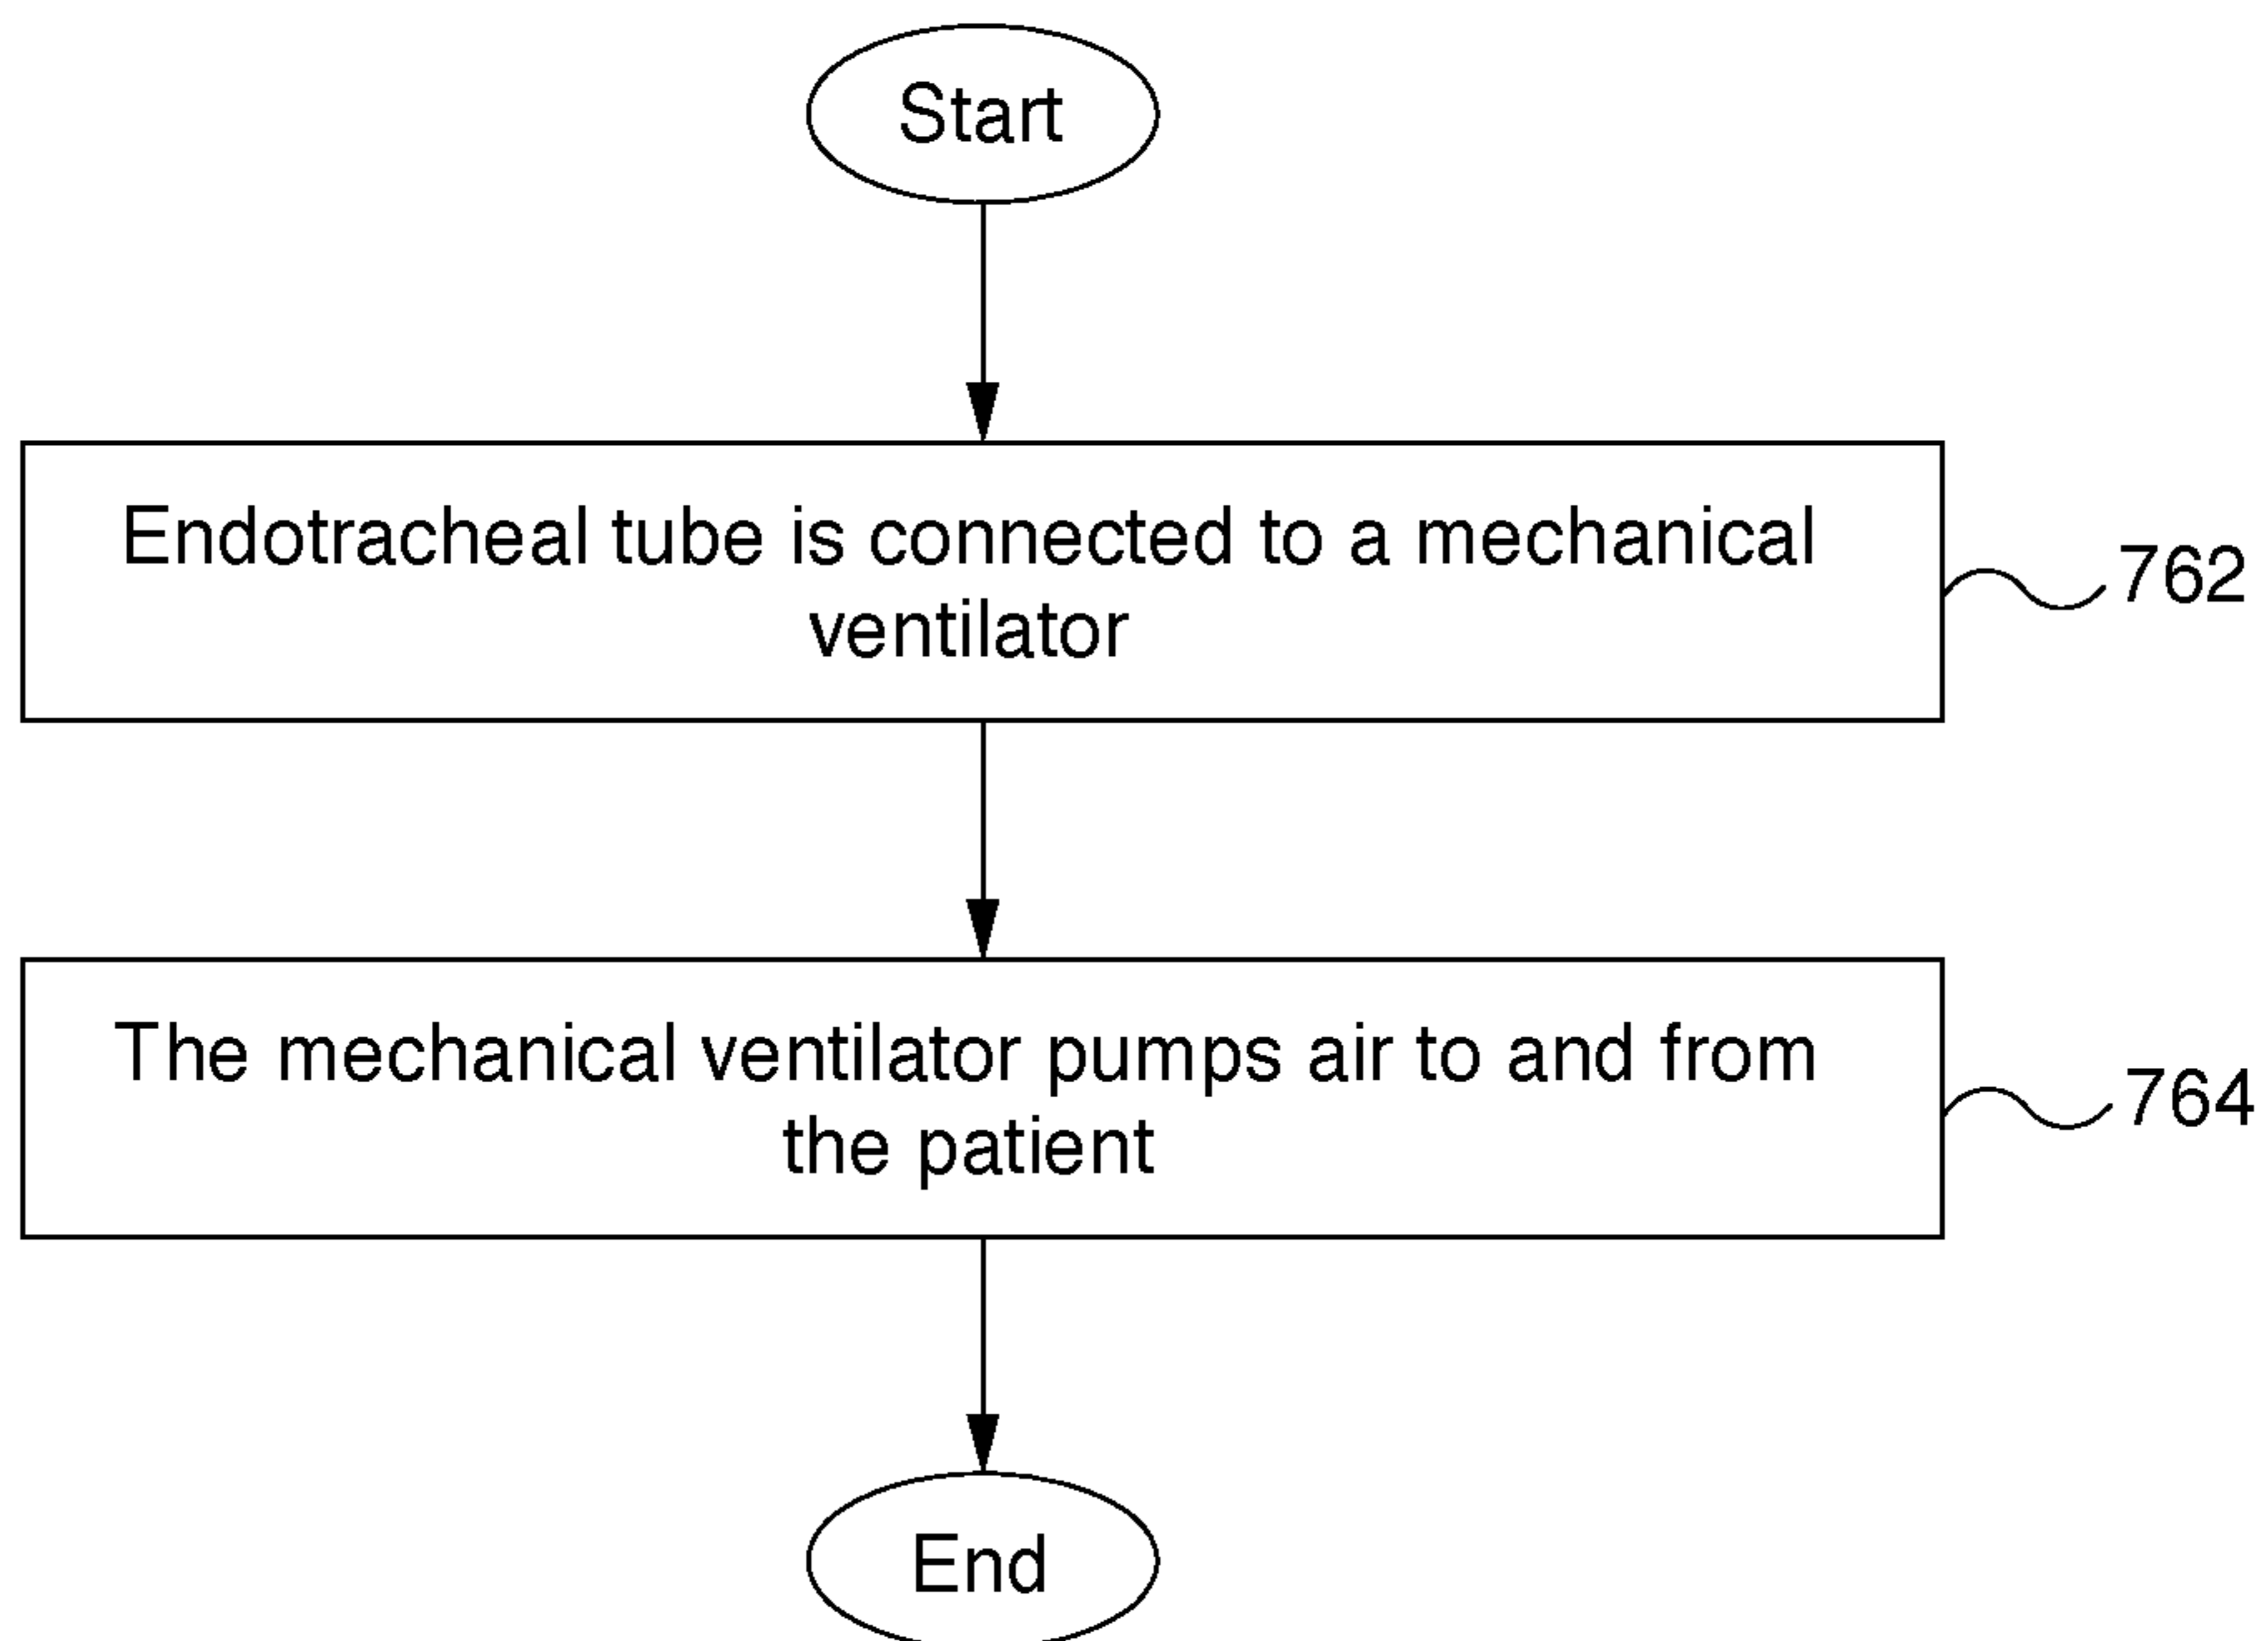 Start
Endotracheal tube is connected to a mechanical
ventilator
762
The mechanical ventilator pumps air to and from
the patient
764
End